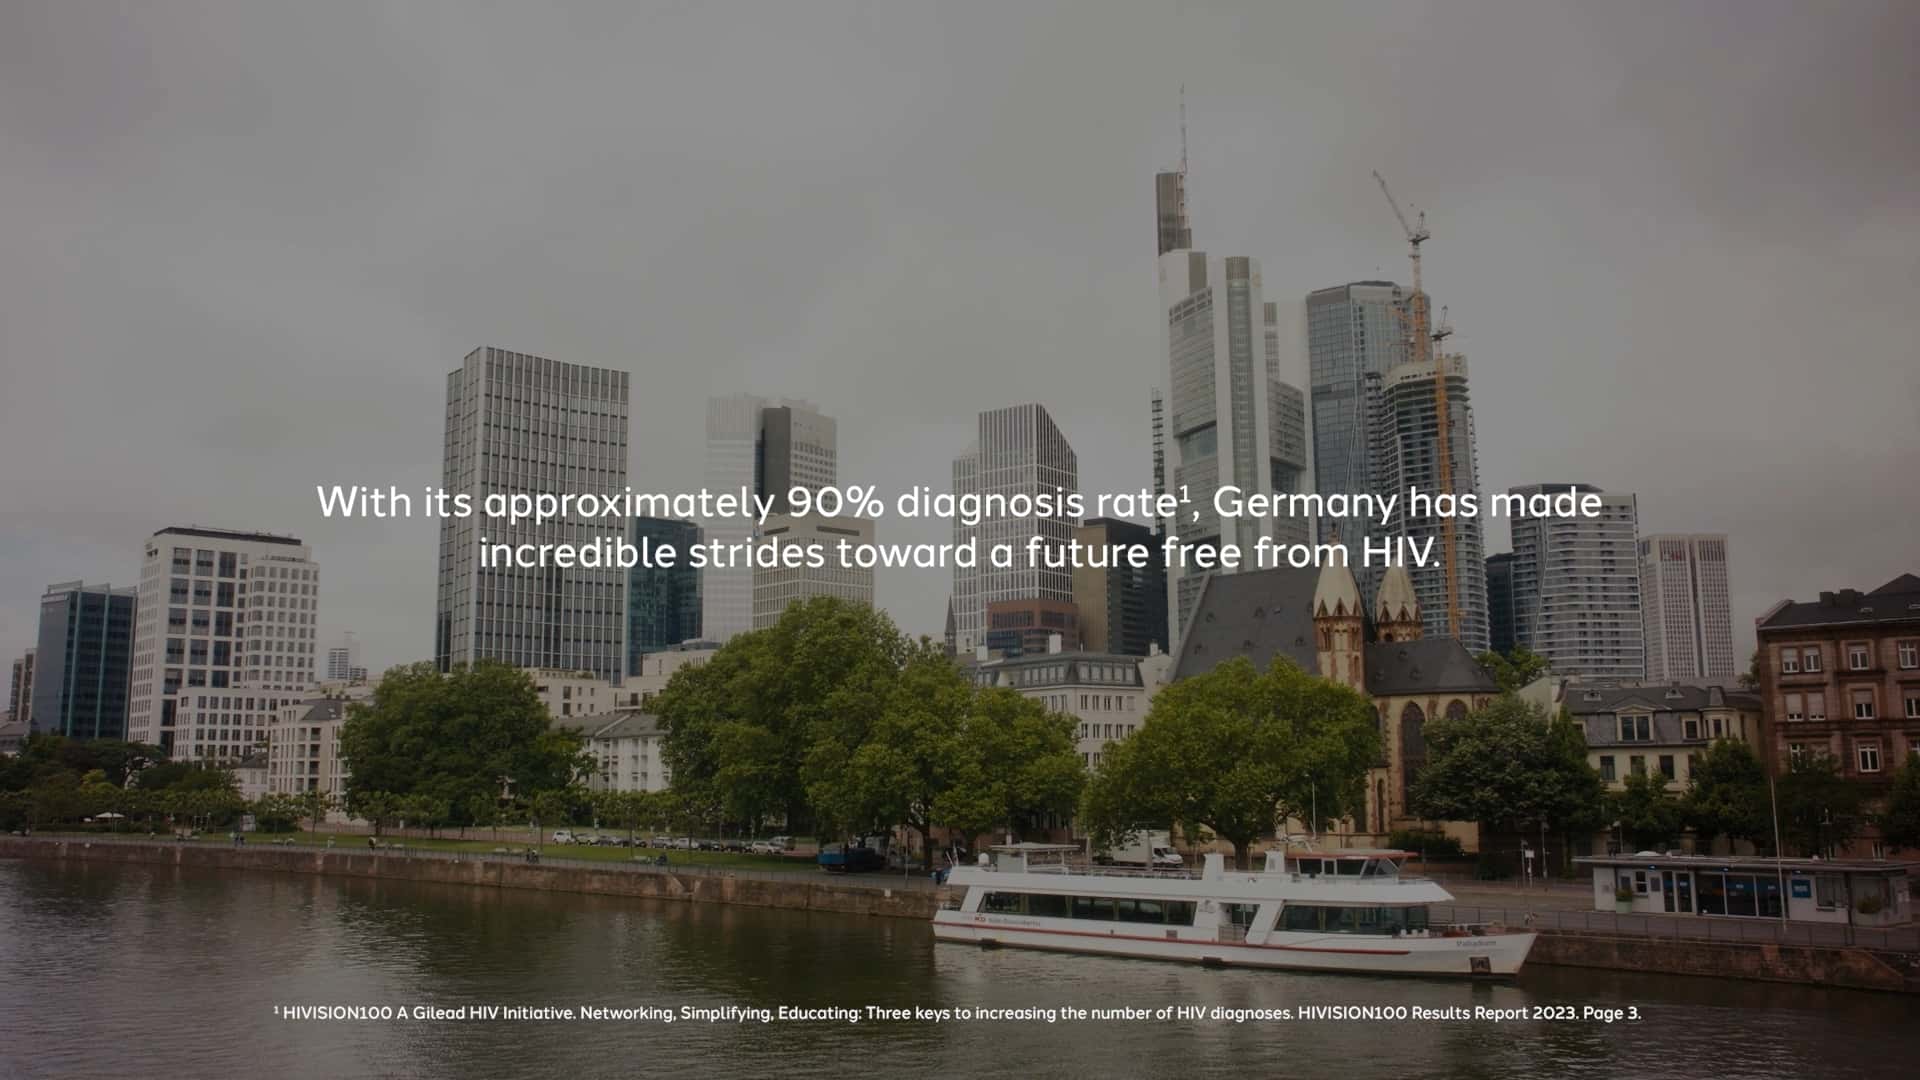 With its approximately 90% diagnosis rate¹, Germany has made
incredible strides toward a future free from HIV.
Palladium
¹ HIVISION100 A Gilead HIV Initiative. Networking, Simplifying, Educating: Three keys to increasing the number of HIV diagnoses. HIVISION100 Results Report 2023. Page 3.